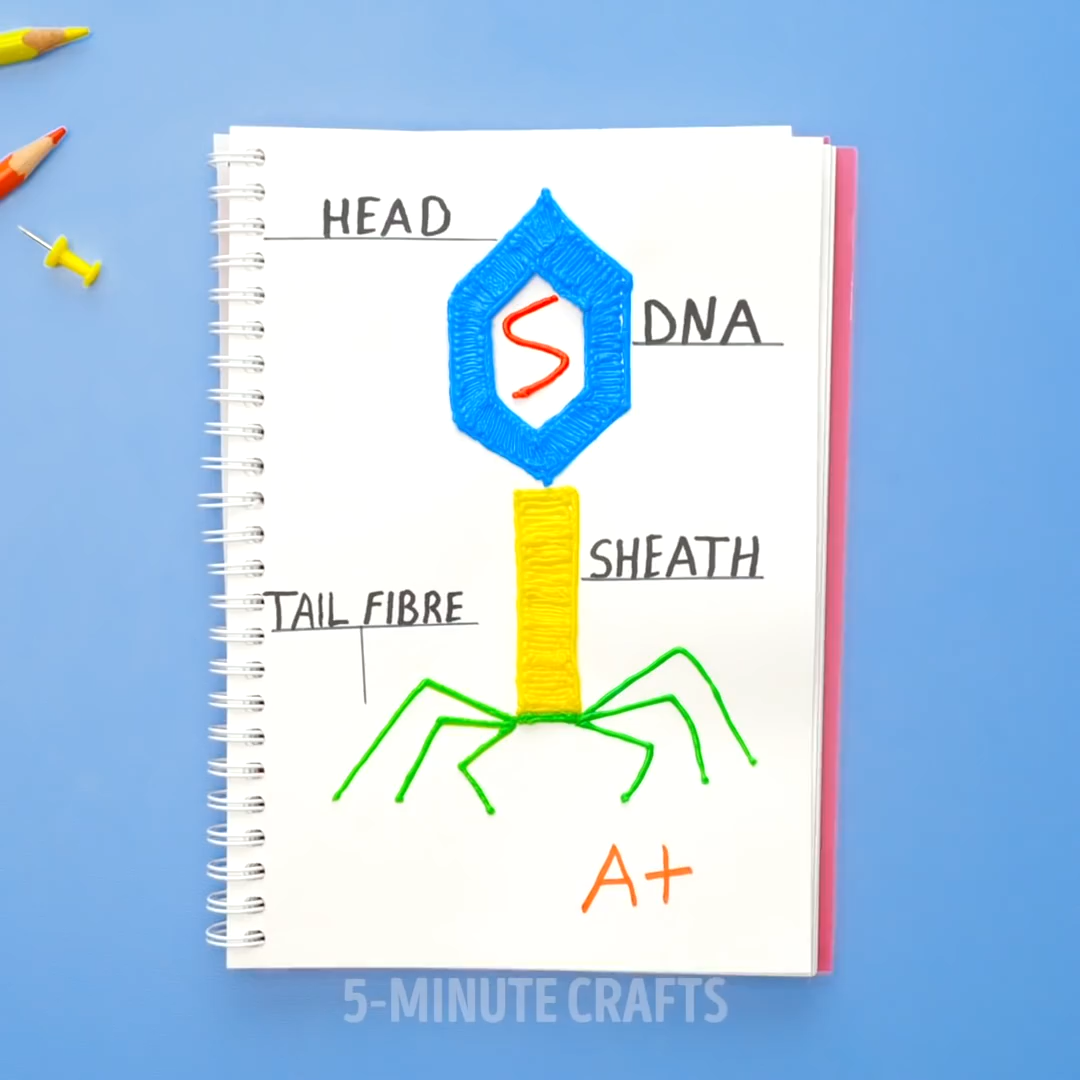 HEAD
DNA
SHEATH
TAIL FIBRE
A+
5-MINUTE CRAFTS